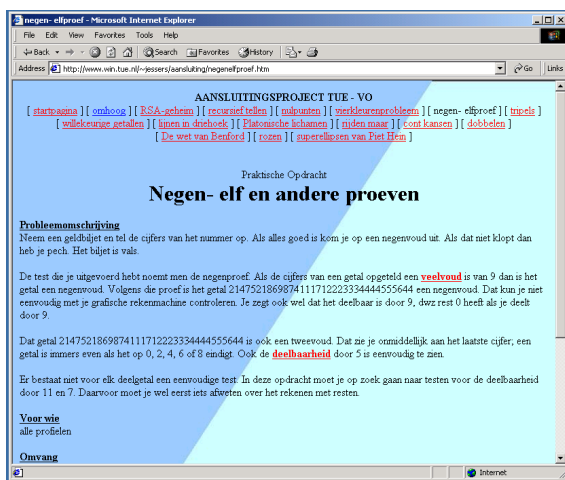 negen- elfproef - Microsoft Internet Explorer
File Edit View Favorites Tools Help
Back Search Favorites History
Address http://www.win.tue.nl/~jessers/aansluiting/negenelfproef.htm Go Links
AANSLUITINGSPROJECT TUE - VO
[ startpagina ] [ omhoog ] [ RSA-geheim ] [ recursief tellen ] [ nulpunten ] [ vierkleurenprobleem ] [ negen- elfproef ] [ tripels ]
[ willekeurige getallen ] [ lijnen in driehoek ] [ Platonische lichamen ] [ rijden maar ] [ cont kansen ] [ dobbelen ]
[ De wet van Benford ] [ rozen ] [ superellipsen van Piet Hein ]
Praktische Opdracht
Negen- elf en andere proeven
Probleemomschrijving
Neem een geldbiljet en tel de cijfers van het nummer op. Als alles goed is kom je op een negenvoud uit. Als dat niet klopt dan
heb je pech. Het biljet is vals.
De test die je uitgevoerd hebt noemt men de negenproef. Als de cijfers van een getal opgeteld een veelvoud is van 9 dan is het
getal een negenvoud. Volgens die proef is het getal 2147521869874111712223334444555644 een negenvoud. Dat kun je niet
eenvoudig met je grafische rekenmachine controleren. Je zegt ook wel dat het deelbaar is door 9, dwz rest 0 heeft als je deelt
door 9.
Dat getal 2147521869874111712223334444555644 is ook een tweevoud. Dat zie je onmiddellijk aan het laatste cijfer; een
getal is immers even als het op 0, 2, 4, 6 of 8 eindigt. Ook de deelbaarheid door 5 is eenvoudig te zien.
Er bestaat niet voor elk deelgetal een eenvoudige test. In deze opdracht moet je op zoek gaan naar testen voor de deelbaarheid
door 11 en 7. Daarvoor moet je wel eerst iets afweten over het rekenen met resten.
Voor wie
alle profielen
Omvang
Internet